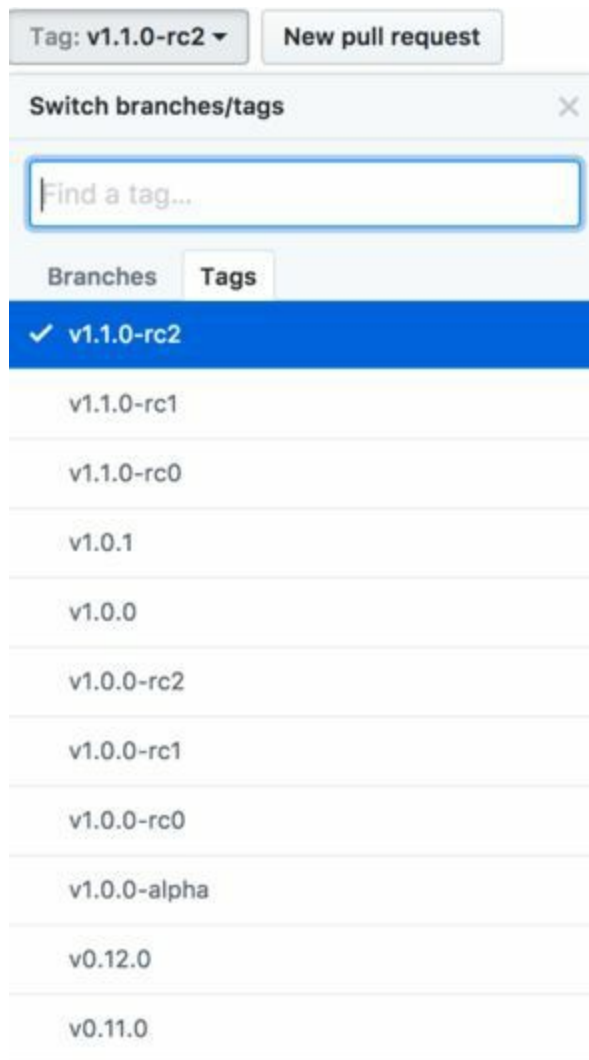 Tag: v1.1.0-rc2 New pull request
Switch branches/tags
Find a tag...
Branches Tags
v1.1.0-rc2
v1.1.0-rc1
v1.1.0-rc0
v1.0.1
v1.0.0
v1.0.0-rc2
v1.0.0-rc1
v1.0.0-rc0
v1.0.0-alpha
v0.12.0
v0.11.0